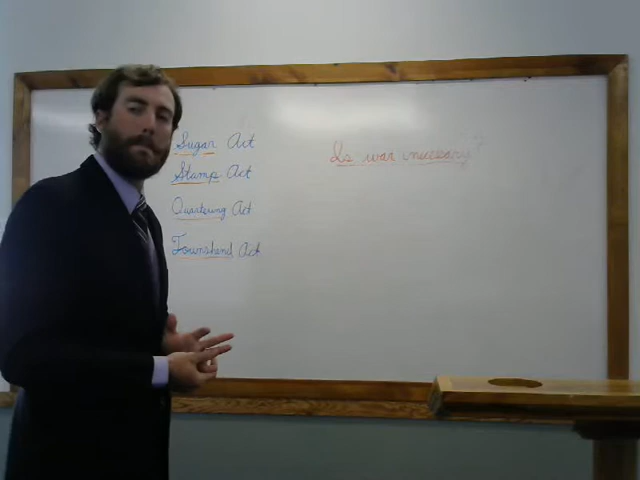 Sugar Act
Stamp Act
Quartering Act
Townshend Act
Is war necessary?